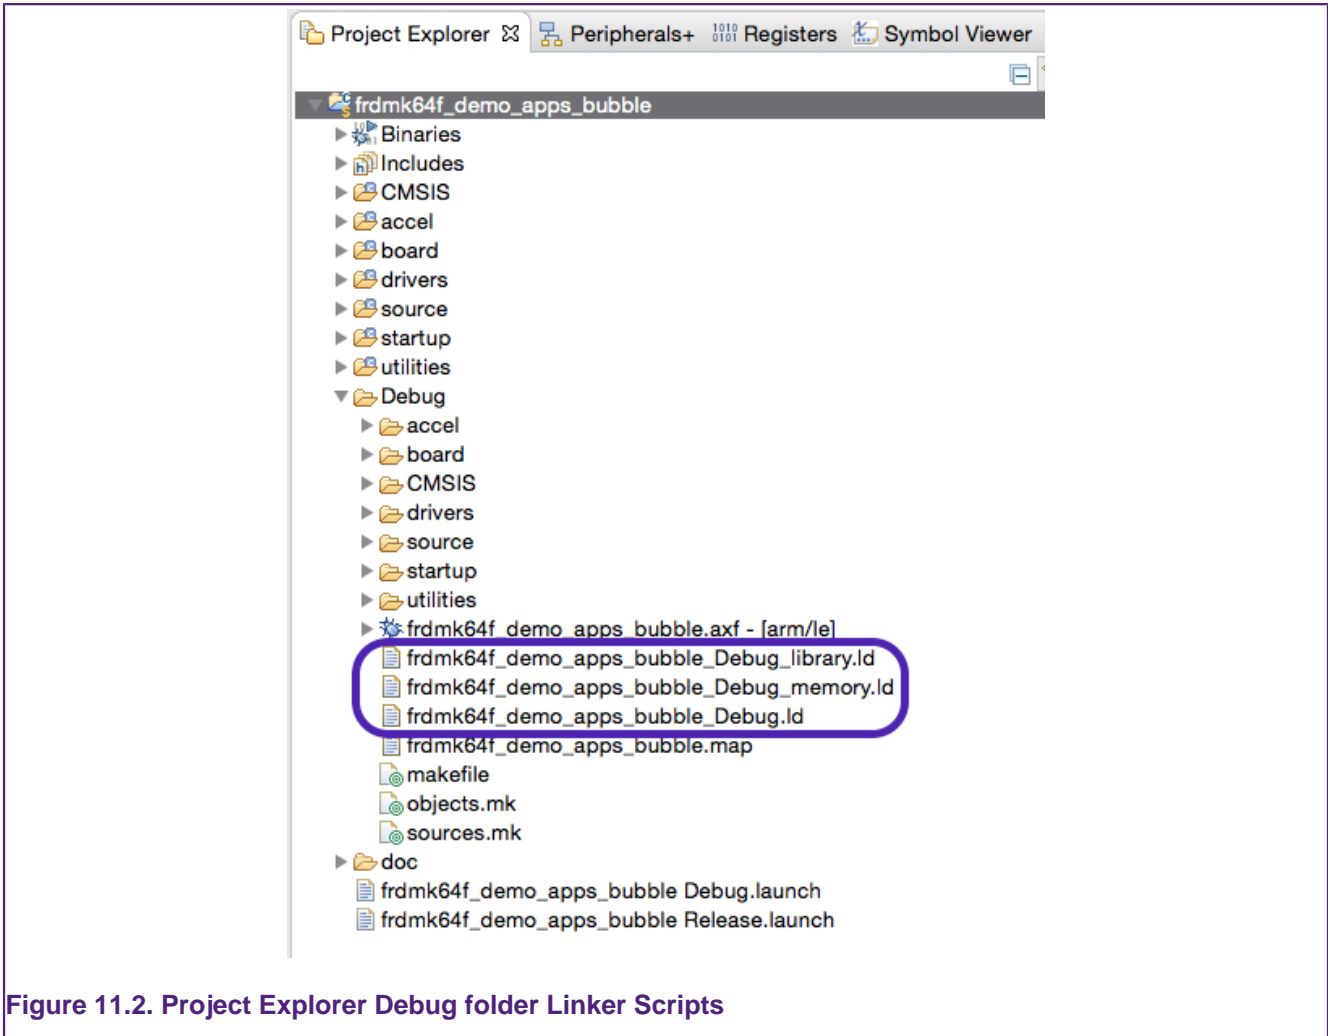 Project Explorer Peripherals+ 1010 0101 Registers Symbol Viewer
frdmk64f_demo_apps_bubble
Binaries
Includes
CMSIS
accel
board
drivers
source
startup
utilities
Debug
accel
board
CMSIS
drivers
source
startup
utilities
frdmk64f_demo_apps_bubble.axf - [arm/le]
frdmk64f_demo_apps_bubble_Debug_library.ld
frdmk64f_demo_apps_bubble_Debug_memory.ld
frdmk64f_demo_apps_bubble_Debug.ld
frdmk64f_demo_apps_bubble.map
makefile
objects.mk
sources.mk
doc
frdmk64f_demo_apps_bubble Debug.launch
frdmk64f_demo_apps_bubble Release.launch
Figure 11.2. Project Explorer Debug folder Linker Scripts